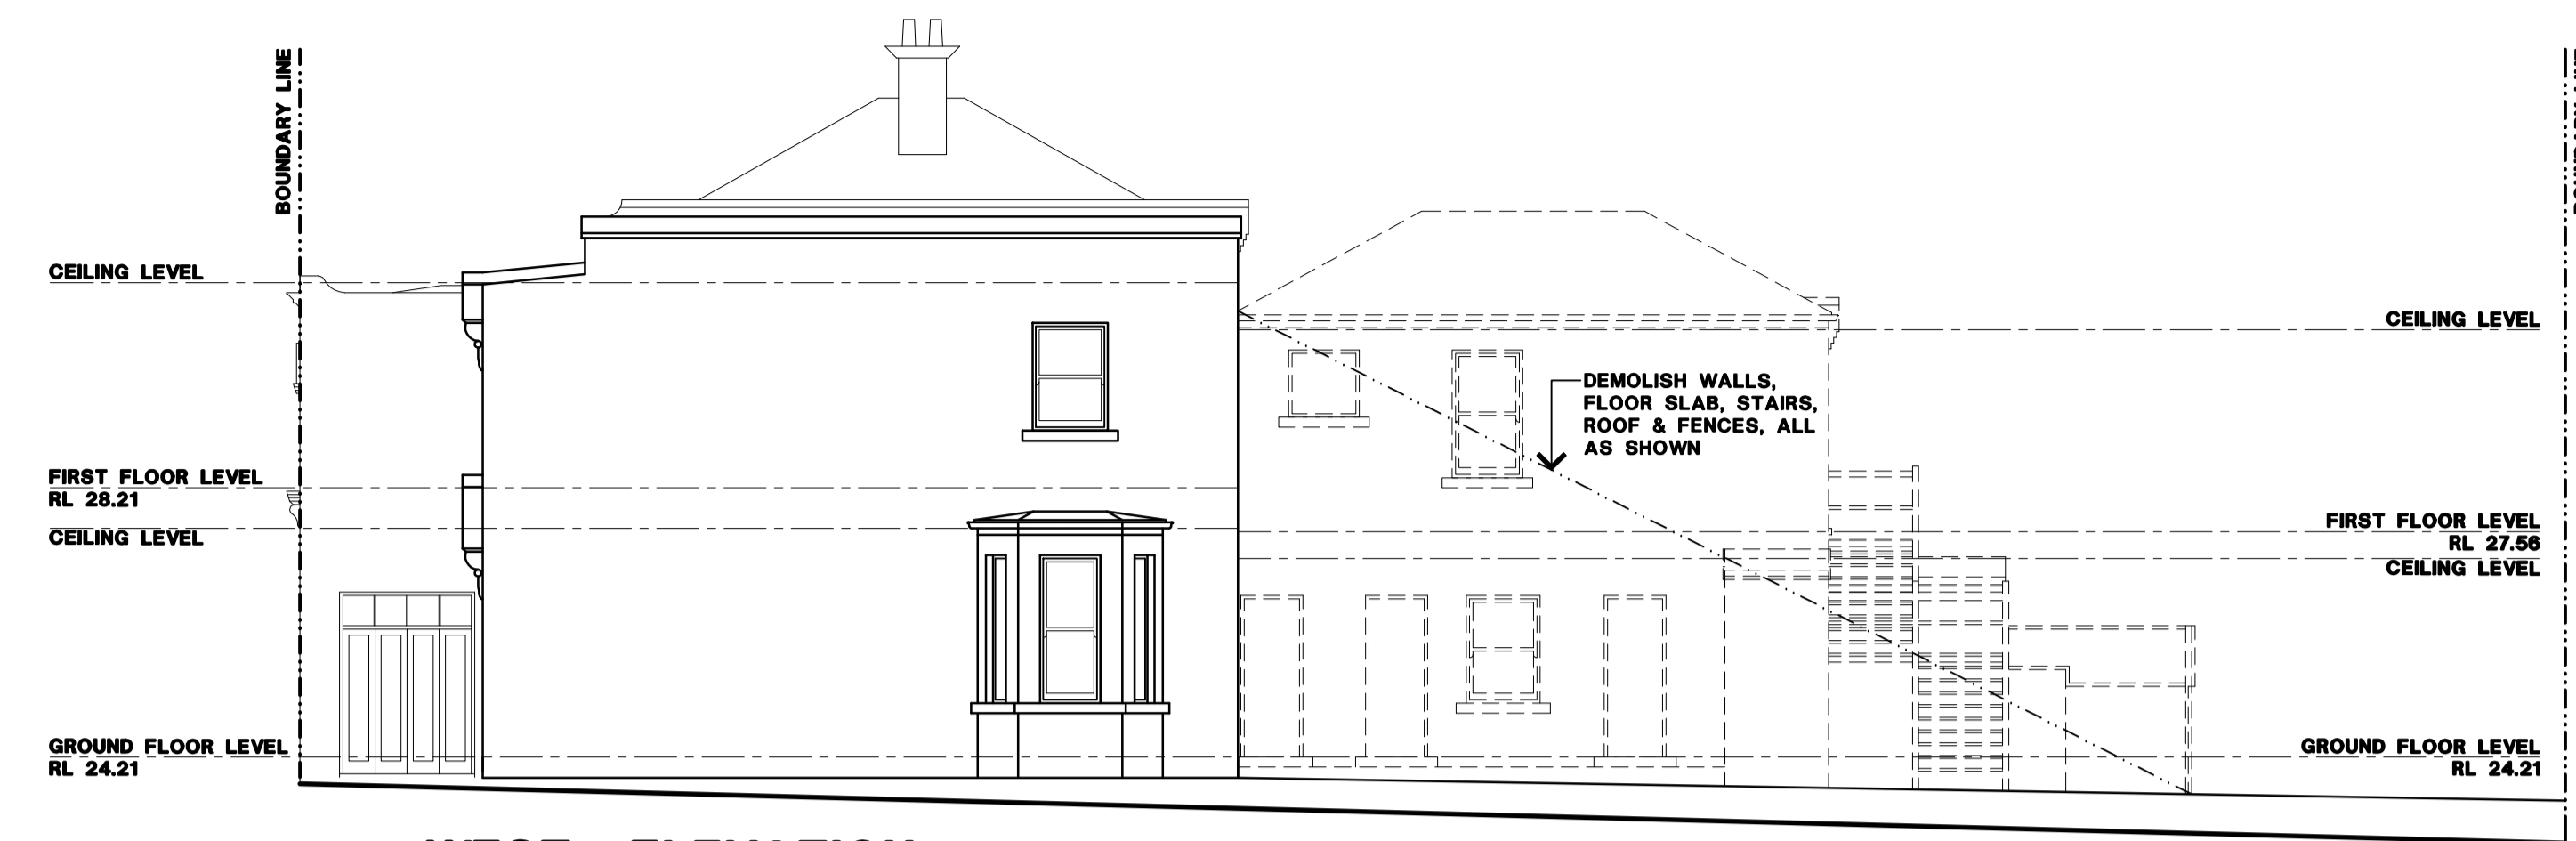 BOUNDARY LINE
CEILING LEVEL
FIRST FLOOR LEVEL
RL 28.21
CEILING LEVEL
GROUND FLOOR LEVEL
RL 24.21
DEMOLISH WALLS,
FLOOR SLAB, STAIRS,
ROOF & FENCES, ALL
AS SHOWN
CEILING LEVEL
FIRST FLOOR LEVEL
RL 27.56
CEILING LEVEL
GROUND FLOOR LEVEL
RL 24.21